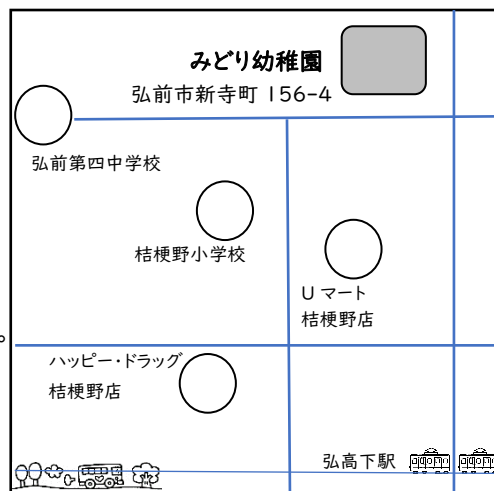 みどり幼稚園
弘前市新寺町 156-4
弘前第四中学校
桔梗野小学校
U マート
桔梗野店
。
ハッピー・ドラッグ
桔梗野店
弘高下駅